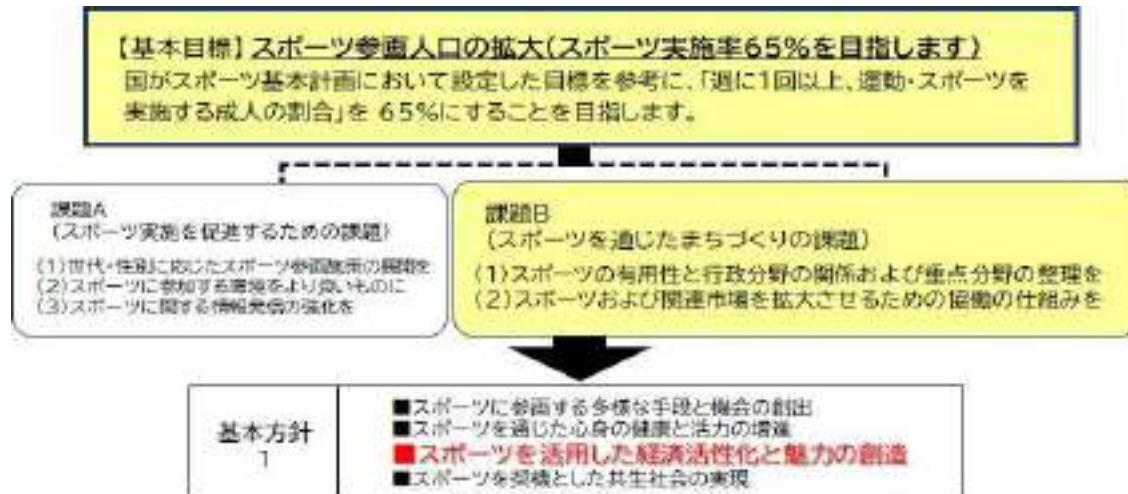 【基本目標】スポーツ参画人口の拡大(スポーツ実施率65%を目指します)
国がスポーツ基本計画において設定した目標を参考に、「週に1回以上、運動・スポーツを
実施する成人の割合」を 65%にすることを目指します。
課題A
(スポーツ実施を促進するための課題)
(1)世代・性別に応じたスポーツ参画施策の展開を
(2)スポーツに参加する環境をより良いものに
(3)スポーツに関する情報発信力強化を
課題B
(スポーツを通じたまちづくりの課題)
(1)スポーツの有用性と行政分野の関係および重点分野の整理を
(2)スポーツおよび関連市場を拡大させるための協働の仕組みを
基本方針
1
■スポーツに参画する多様な手段と機会の創出
■スポーツを通じた心身の健康と活力の増進
■スポーツを活用した経済活性化と魅力の創造
■スポーツを契機とした共生社会の実現